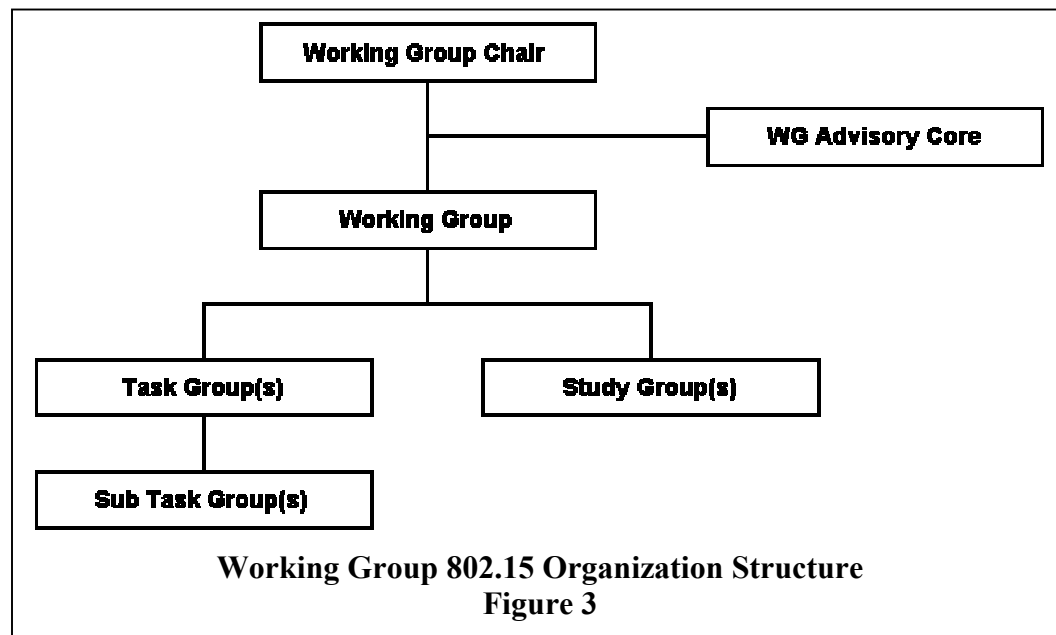 Working Group Chair
WG Advisory Core
Working Group
Task Group(s)
Study Group(s)
Sub Task Group(s)
Working Group 802.15 Organization Structure
Figure 3